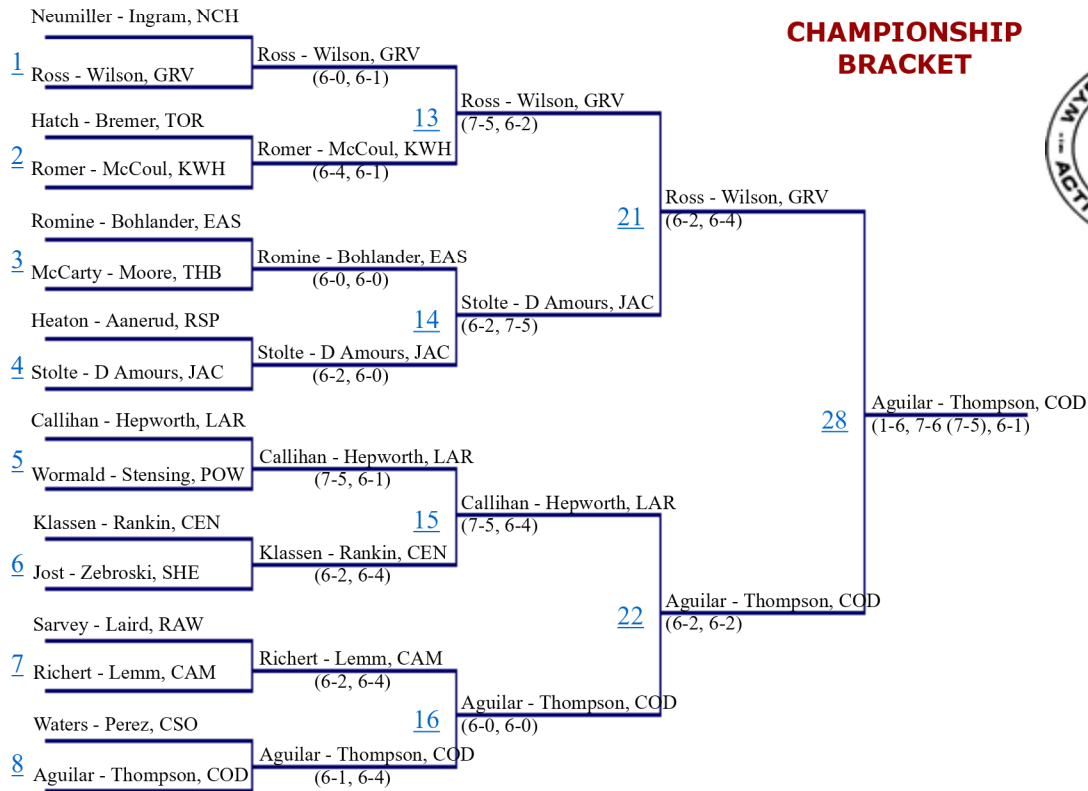 Neumiller - Ingram, NCH
CHAMPIONSHIP
BRACKET
1
Ross - Wilson, GRV
Ross - Wilson, GRV
(6-0, 6-1)
Hatch - Bremer, TOR
13
Ross - Wilson, GRV
(7-5, 6-2)
2
Romer - McCoul, KWH
Romer - McCoul, KWH
(6-4, 6-1)
Romine - Bohlander, EAS
21
Ross - Wilson, GRV
(6-2, 6-4)
3
McCarty - Moore, THB
Romine - Bohlander, EAS
(6-0, 6-0)
Heaton - Aanerud, RSP
14
Stolte - D Amours, JAC
(6-2, 7-5)
4
Stolte - D Amours, JAC
Stolte - D Amours, JAC
(6-2, 6-0)
Callihan - Hepworth, LAR
28
Aguilar - Thompson, COD
(1-6, 7-6 (7-5), 6-1)
5
Wormald - Stensing, POW
Callihan - Hepworth, LAR
(7-5, 6-1)
Klassen - Rankin, CEN
15
Callihan - Hepworth, LAR
(7-5, 6-4)
6
Jost - Zebroski, SHE
Klassen - Rankin, CEN
(6-2, 6-4)
Sarvey - Laird, RAW
22
Aguilar - Thompson, COD
(6-2, 6-2)
7
Richert - Lemm, CAM
Richert - Lemm, CAM
(6-2, 6-4)
Waters - Perez, CSO
16
Aguilar - Thompson, COD
(6-0, 6-0)
8
Aguilar - Thompson, COD
Aguilar - Thompson, COD
(6-1, 6-4)